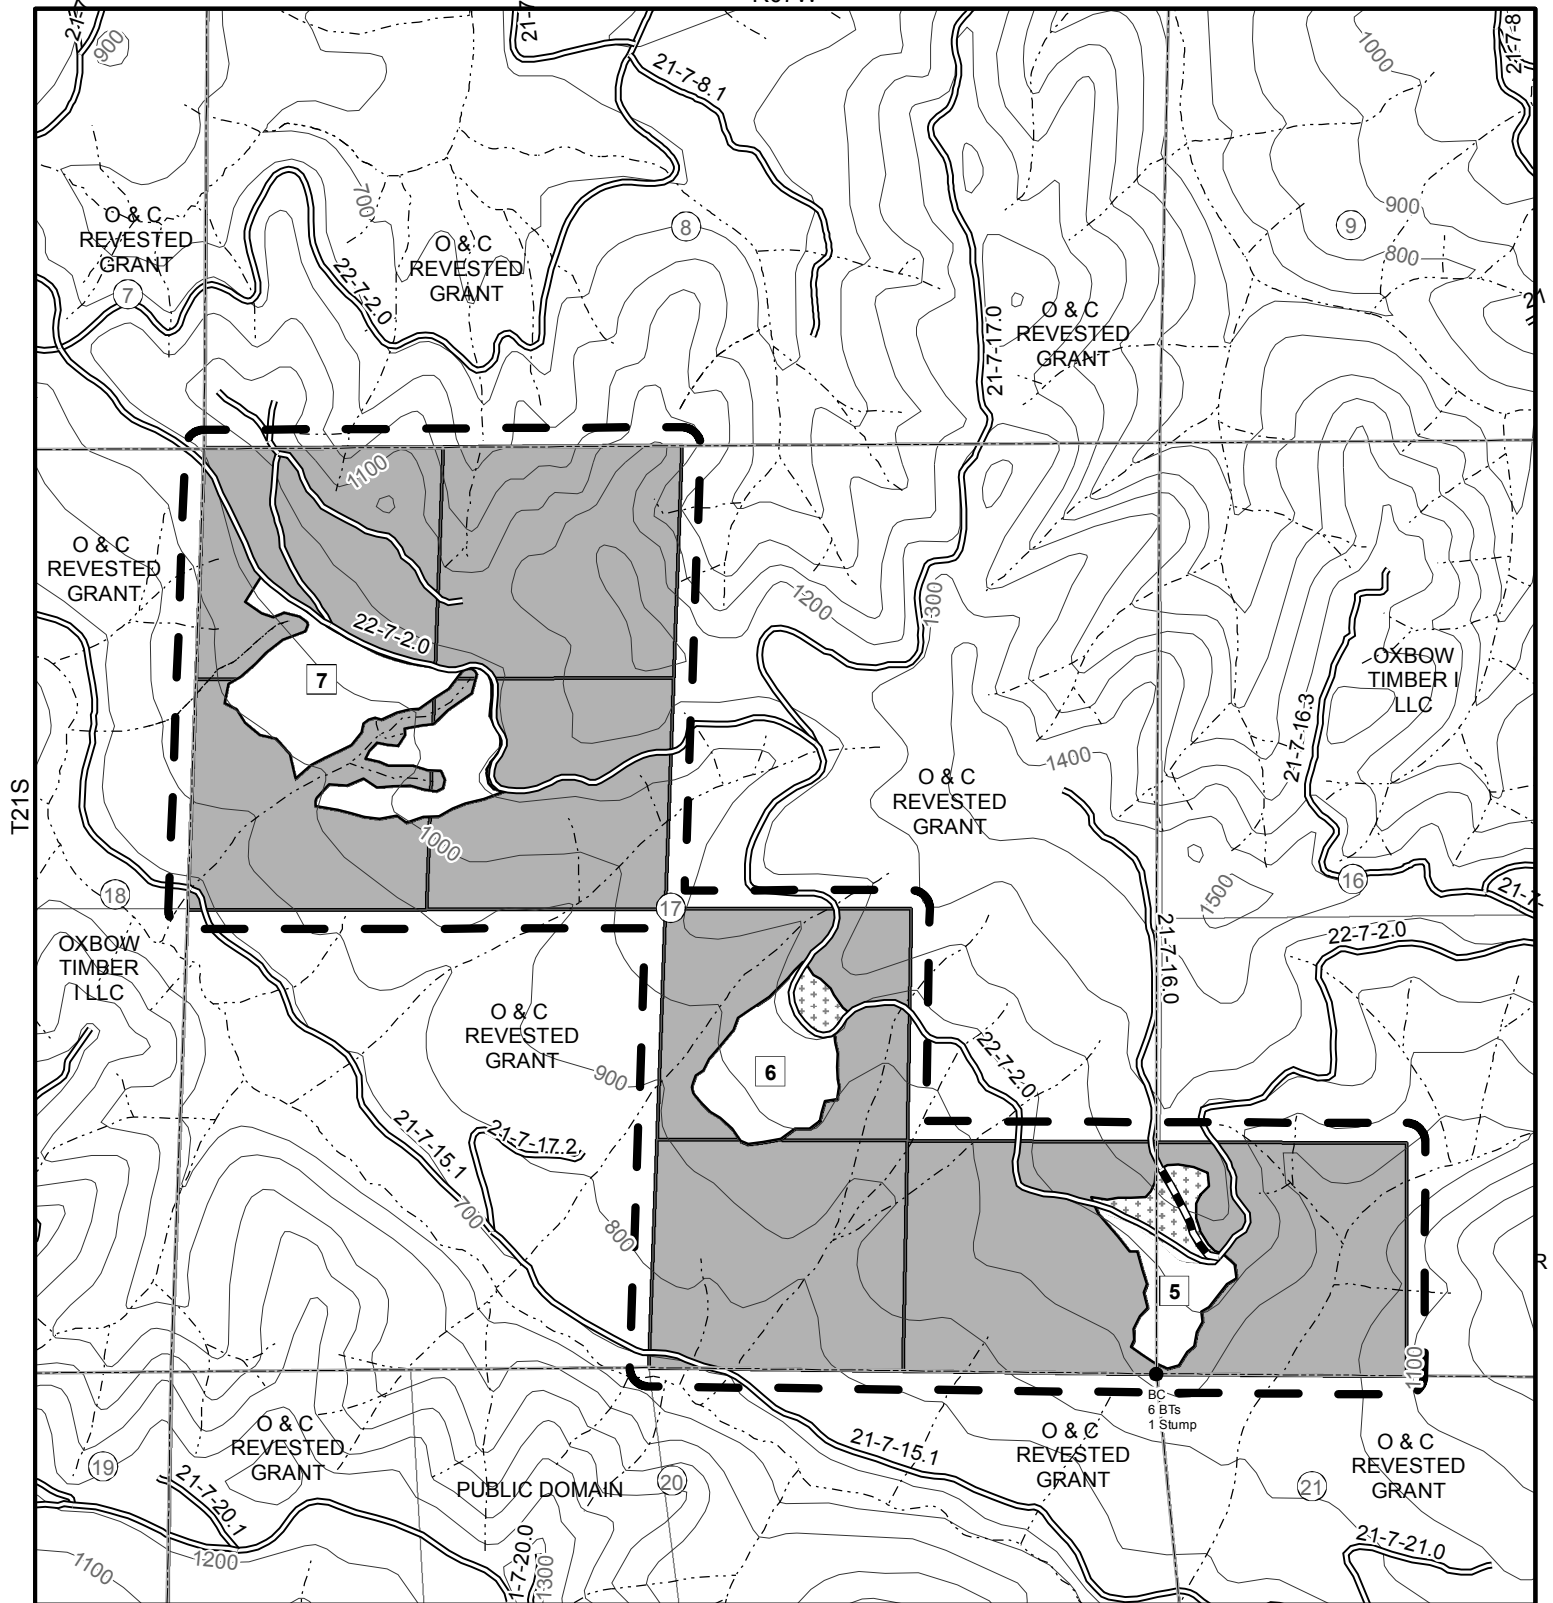 900
21-7-8.1
1000
O & C
REVESTED
GRANT
7
700
O & C
REVESTED
GRANT
22-7-2.0
8
900
9
800
O & C
REVESTED
GRANT
21-7-17.0
1100
O & C
REVESTED
GRANT
22-7-2.0
7
1200
1300
OXBOW
TIMBER I
LLC
21-7-16.3
1400
O & C
REVESTED
GRANT
T21S
1000
18
17
16
1500
21-7-
OXBOW
TIMBER
I LLC
21-7-16.0
22-7-2.0
O & C
REVESTED
GRANT
900
6
22-7-2.0
21-7-15.1
21-7-17.2
700
800
5
1100
BC
6 BTs
1 Stump
O & C
REVESTED
GRANT
19
PUBLIC DOMAIN
20
21-7-15.1
O & C
REVESTED
GRANT
21
O & C
REVESTED
GRANT
21-7-20.1
1200
1100
1-7-20.0
1300
21-7-21.0